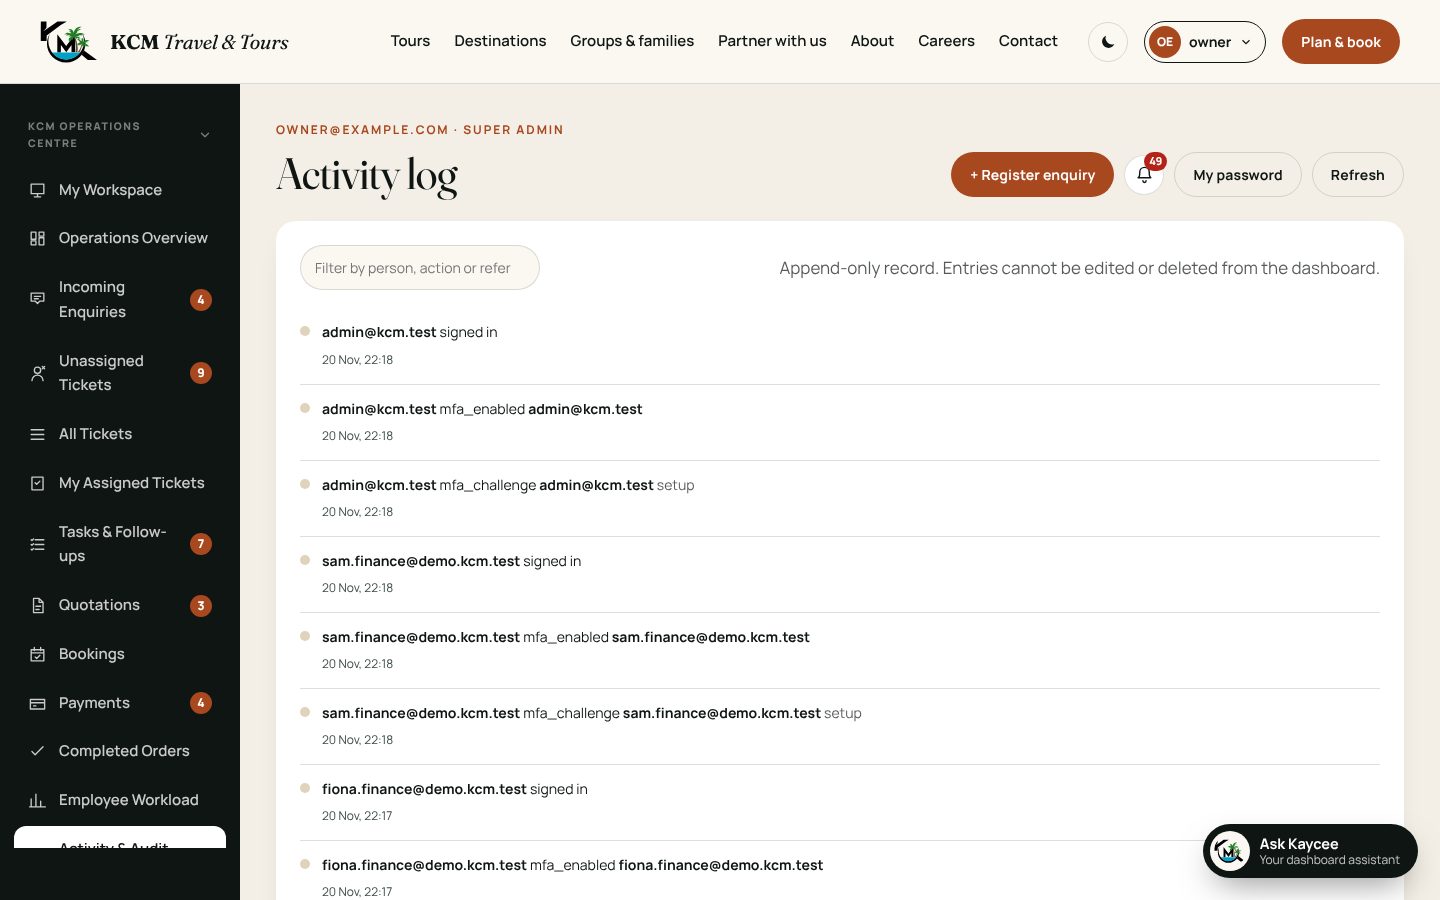 KCM Travel & Tours
Tours
Destinations
Groups & families
Partner with us
About
Careers
Contact
OE
owner
Plan & book
KCM OPERATIONS
CENTRE
My Workspace
Operations Overview
Incoming
Enquiries
4
Unassigned
Tickets
9
All Tickets
My Assigned Tickets
Tasks & Follow-
ups
7
Quotations
3
Bookings
Payments
4
Completed Orders
Employee Workload
Activity & Audit
OWNER@EXAMPLE.COM · SUPER ADMIN
Activity log
+ Register enquiry
49
My password
Refresh
Filter by person, action or refer
Append-only record. Entries cannot be edited or deleted from the dashboard.
admin@kcm.test signed in
20 Nov, 22:18
admin@kcm.test mfa_enabled admin@kcm.test
20 Nov, 22:18
admin@kcm.test mfa_challenge admin@kcm.test setup
20 Nov, 22:18
sam.finance@demo.kcm.test signed in
20 Nov, 22:18
sam.finance@demo.kcm.test mfa_enabled sam.finance@demo.kcm.test
20 Nov, 22:18
sam.finance@demo.kcm.test mfa_challenge sam.finance@demo.kcm.test setup
20 Nov, 22:18
fiona.finance@demo.kcm.test signed in
20 Nov, 22:17
fiona.finance@demo.kcm.test mfa_enabled fiona.finance@demo.kcm.test
20 Nov, 22:17
Ask Kaycee
Your dashboard assistant